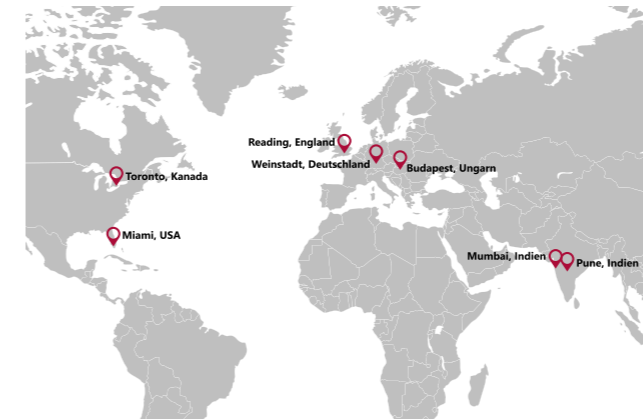 Reading, England
Weinstadt, Deutschland
Budapest, Ungarn
Toronto, Kanada
Miami, USA
Mumbai, Indien
Pune, Indien